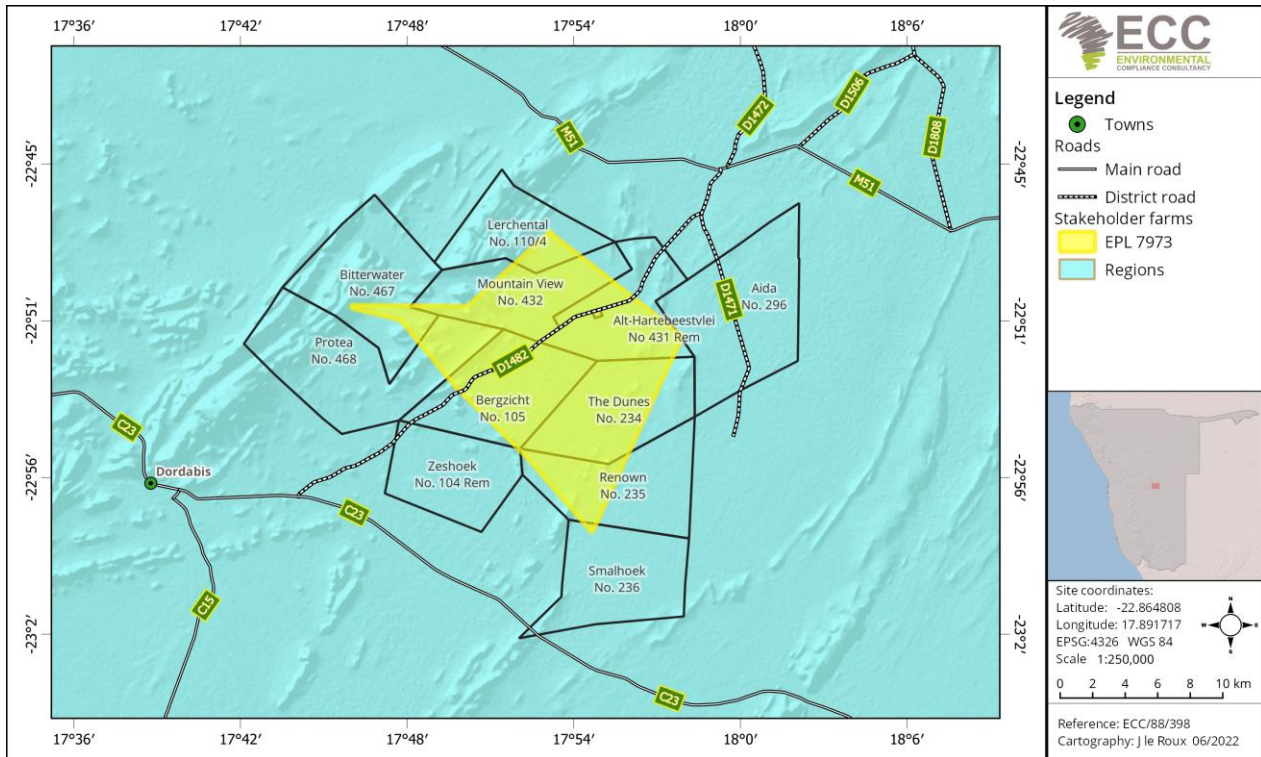 17°36′ 17°42′ 17°48′ 17°54′ 18°0′ 18°6′
-22°45′ -22°45′
-22°51′ -22°51′
-22°56′ -22°56′
-23°2′ -23°2′
M51
D1472
D1506
D1808
M51
Lerchental
No. 110/4
Bitterwater
No. 467
Mountain View
No. 432
D1471
Aida
No. 296
Alt-Hartebeestvlei
No 431 Rem
Protea
No. 468
D1482
Bergzicht
No. 105
The Dunes
No. 234
C23
Dordabis
Zeshoek
No. 104 Rem
Renown
No. 235
C23
Smalhoek
No. 236
C15
C23
17°36′ 17°42′ 17°48′ 17°54′ 18°0′ 18°6′
ECC
ENVIRONMENTAL
COMPLIANCE CONSULTANCY
Legend
Towns
Roads
Main road
District road
Stakeholder farms
EPL 7973
Regions
Site coordinates:
Latitude: -22.864808
Longitude: 17.891717
EPSG:4326 WGS 84
Scale 1:250,000
N
W E
S
0 2 4 6 8 10 km
Reference: ECC/88/398
Cartography: J le Roux 06/2022